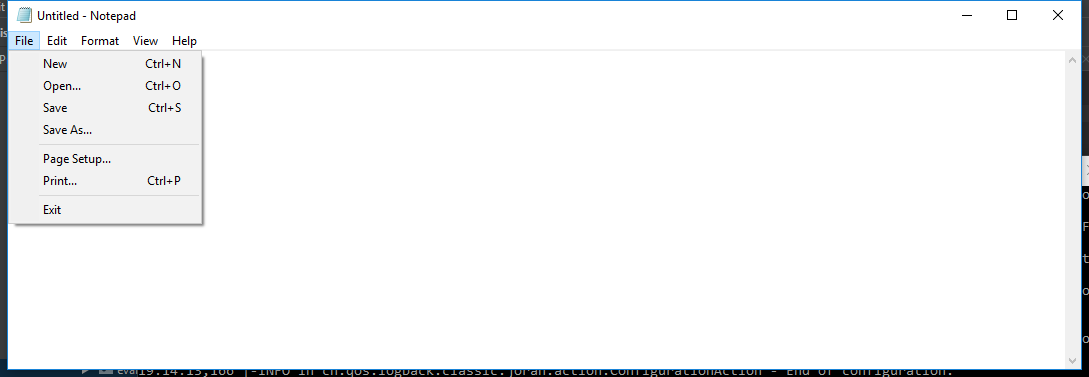 Untitled - Notepad
File Edit Format View Help
New Ctrl+N
Open... Ctrl+O
Save Ctrl+S
Save As...
Page Setup...
Print... Ctrl+P
Exit
19:14:13,166 |-INFO in ch.qos.logback.classic.joran.action.ConfigurationAction - End of configuration.